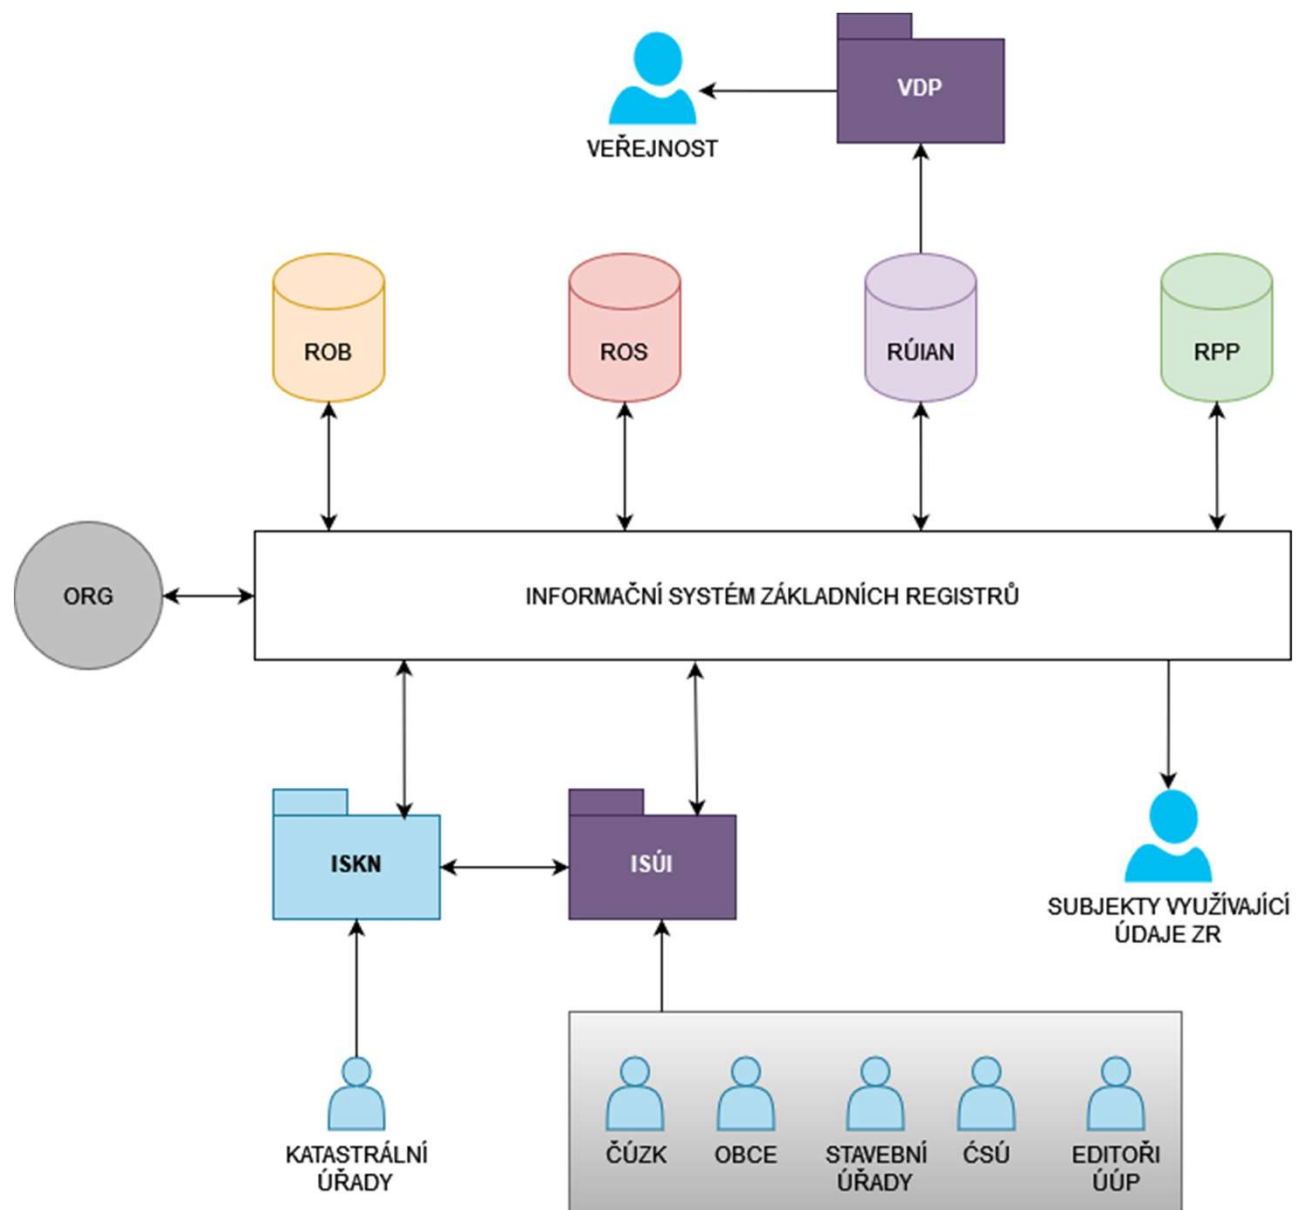 VDP
VEŘEJNOST
ROB
ROS
RÚIAN
RPP
ORG
INFORMAČNÍ SYSTÉM ZÁKLADNÍCH REGISTRŮ
ISKN
ISÚI
SUBJEKTY VYUŽÍVAJÍCÍ
ÚDAJE ZR
KATASTRÁLNÍ
ÚŘADY
ČÚZK
OBCE
STAVEBNÍ
ÚŘADY
ĆSÚ
EDITOŘI
ÚÚP